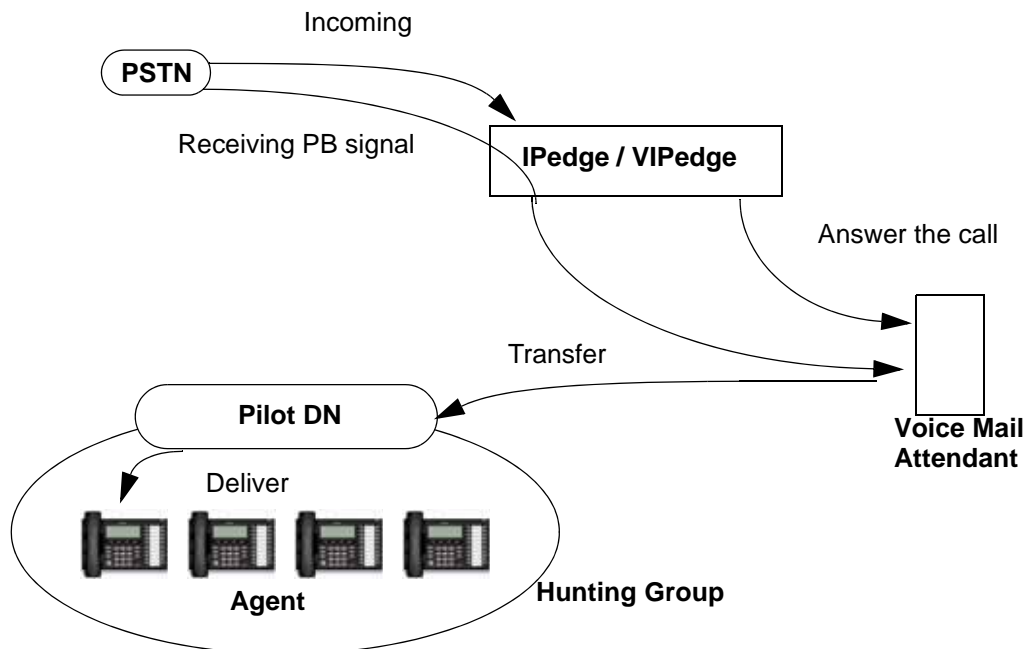 Incoming
PSTN
Receiving PB signal
IPedge / VIPedge
Answer the call
Transfer
Pilot DN
Voice Mail
Attendant
Deliver
Agent
Hunting Group